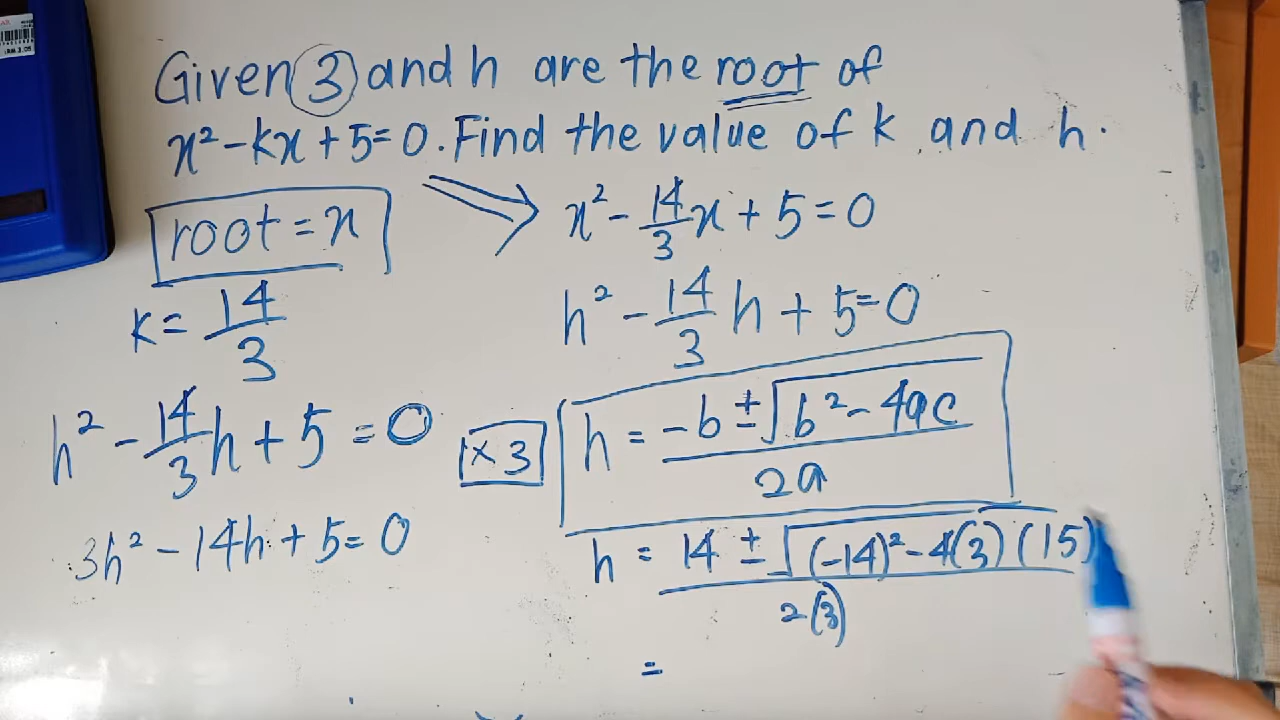 Given 3 and h are the root of
x² - kx + 5 = 0. Find the value of k and h.
root = x
x² - 14/3 x + 5 = 0
k = 14/3
h² - 14/3 h + 5 = 0
h² - 14/3 h + 5 = 0
× 3
h = -b ± √b² - 4ac / 2a
3h² - 14h + 5 = 0
h = 14 ± √(-14)² - 4(3)(15) / 2(3)
=